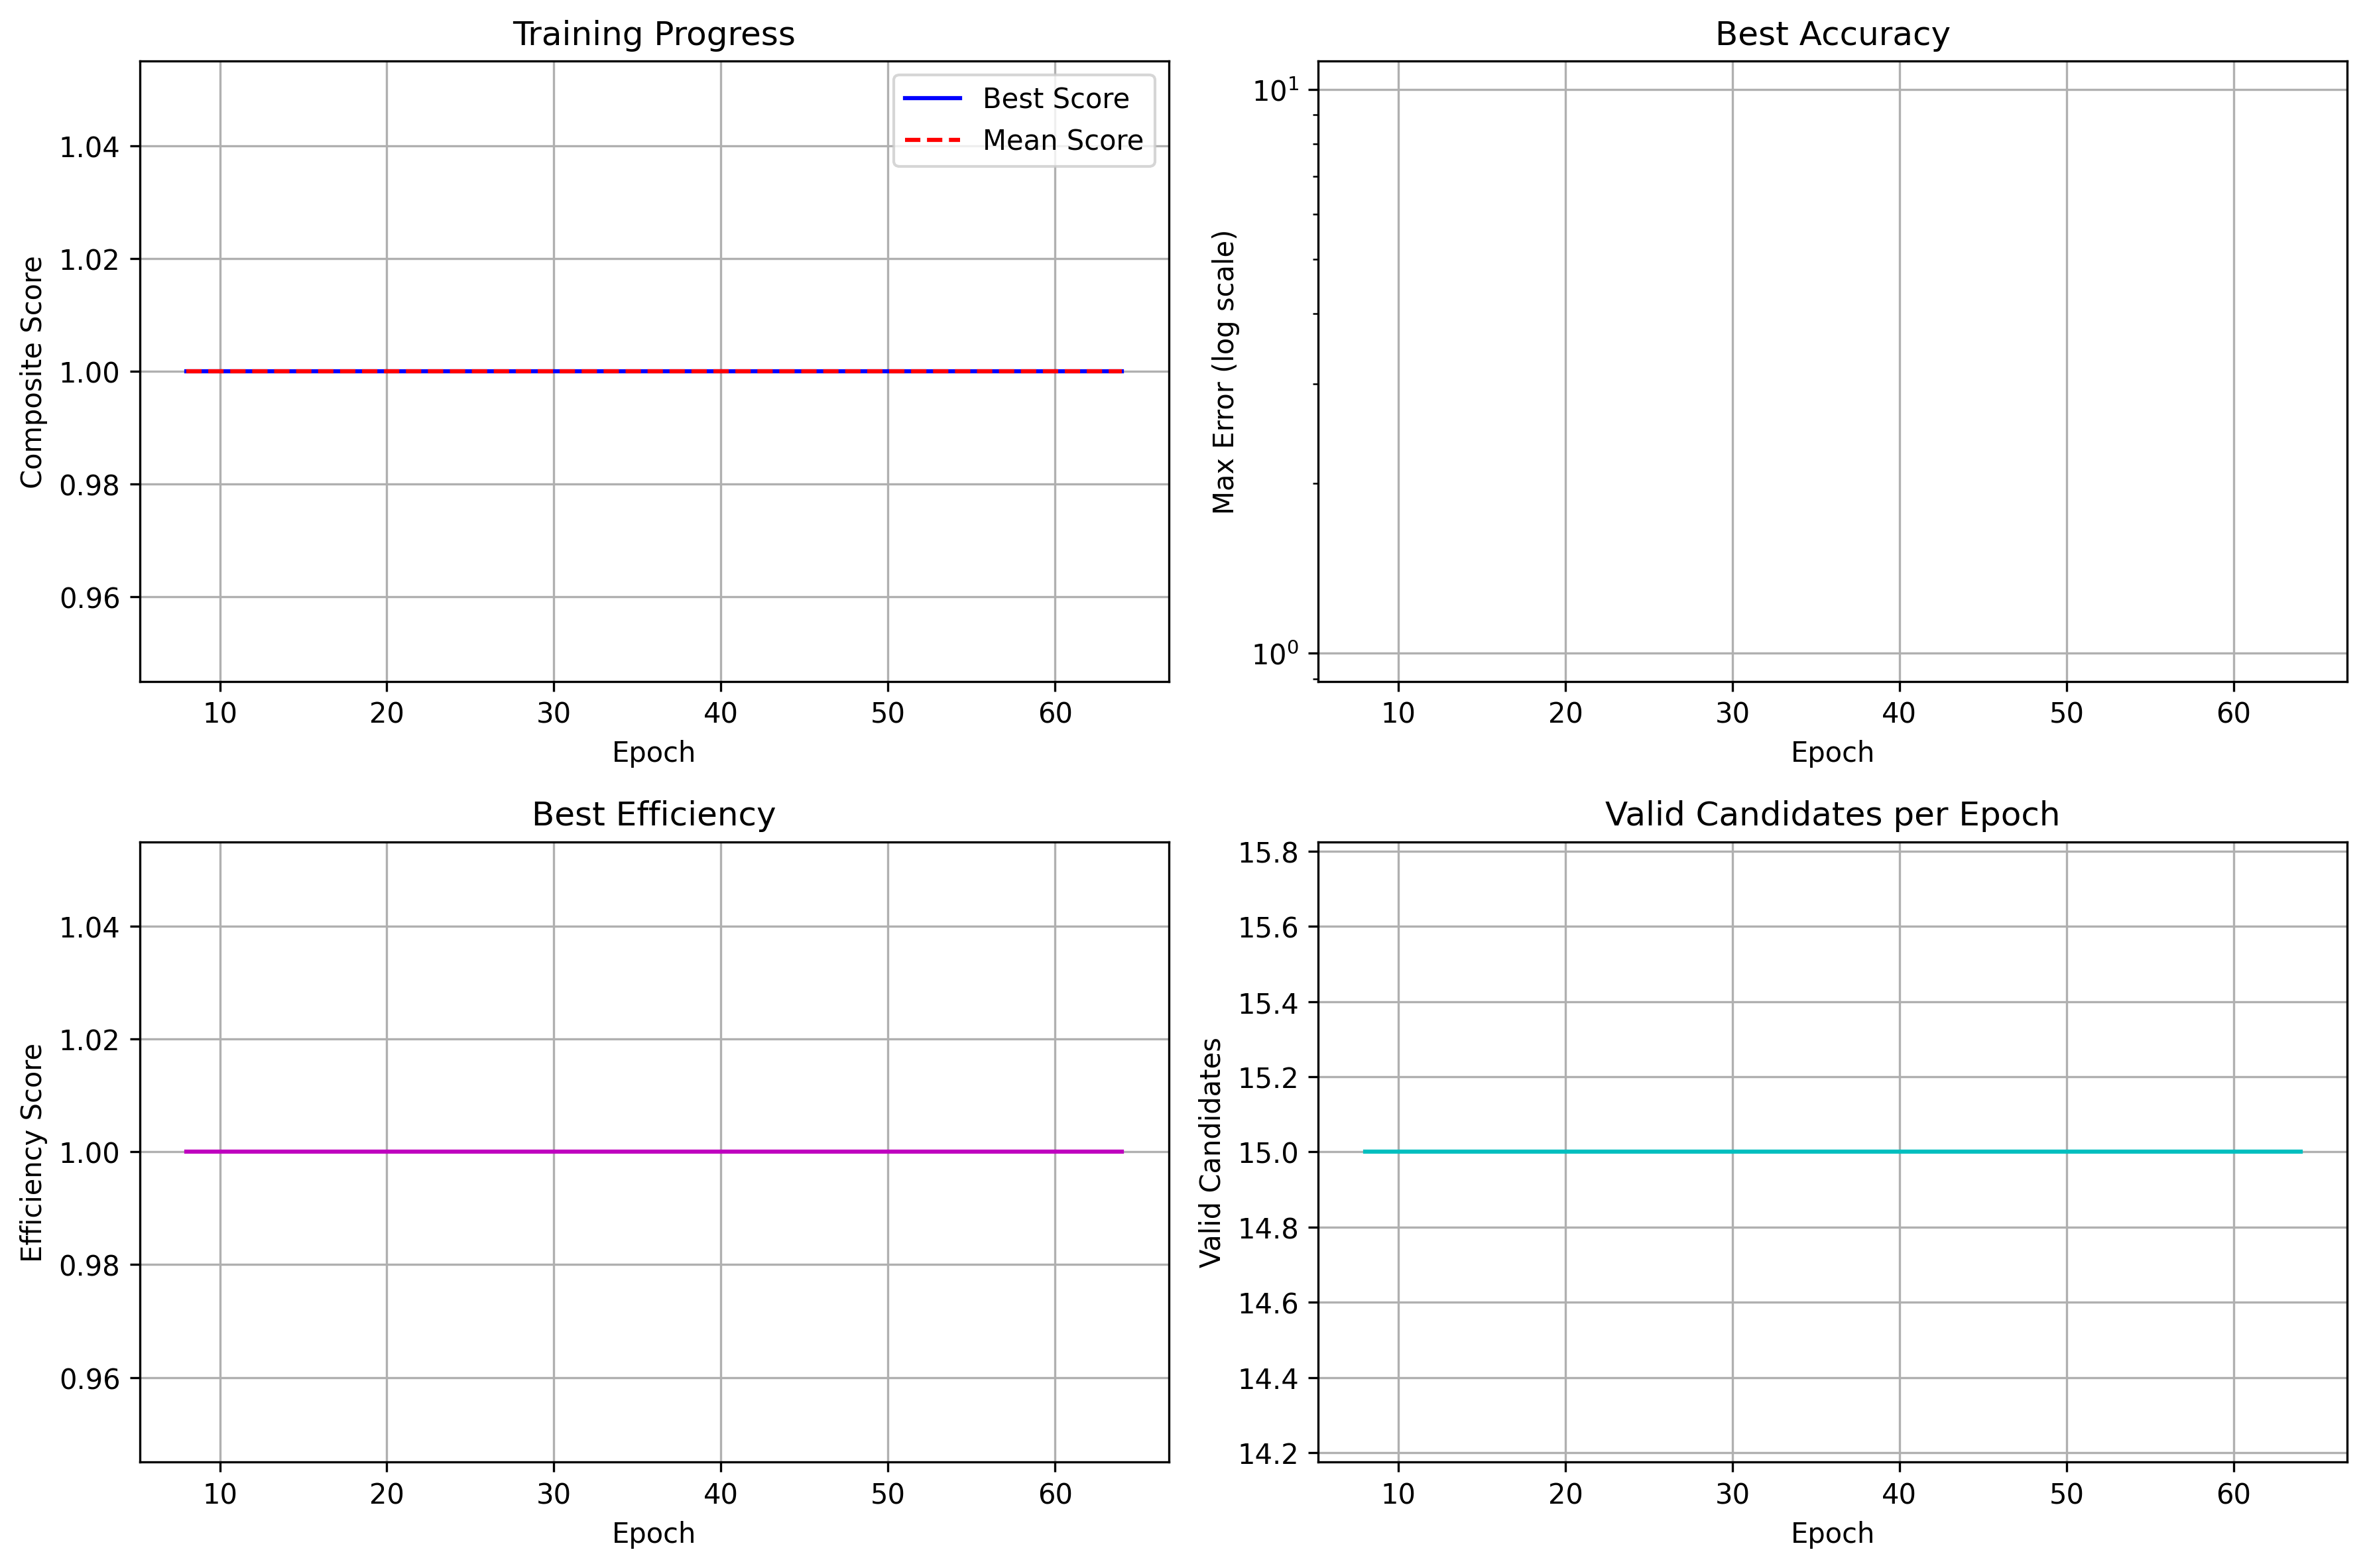 Training Progress
Composite Score
1.04
1.02
1.00
0.98
0.96
Best Score
Mean Score
10 20 30 40 50 60
Epoch
Best Accuracy
Max Error (log scale)
10¹
10⁰
10 20 30 40 50 60
Epoch
Best Efficiency
Efficiency Score
1.04
1.02
1.00
0.98
0.96
10 20 30 40 50 60
Epoch
Valid Candidates per Epoch
Valid Candidates
15.8
15.6
15.4
15.2
15.0
14.8
14.6
14.4
14.2
10 20 30 40 50 60
Epoch